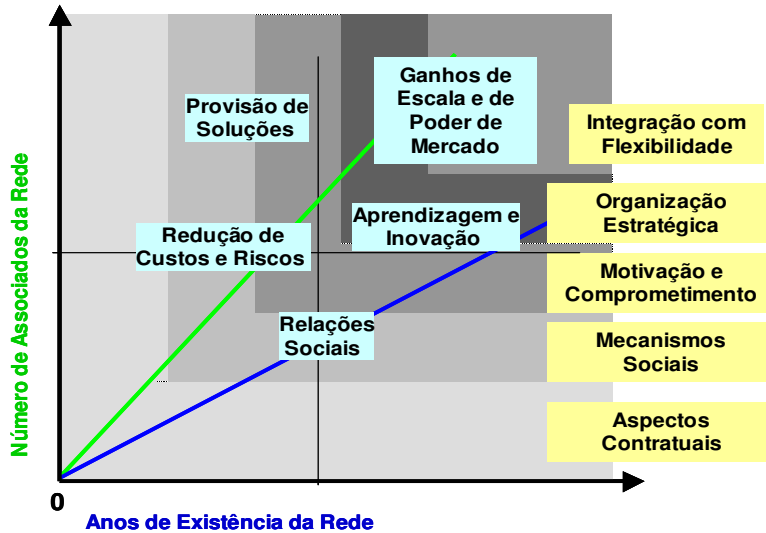 Ganhos de
Escala e de
Poder de
Mercado
Provisão de
Soluções
Integração com
Flexibilidade
Organização
Estratégica
Aprendizagem e
Inovação
Redução de
Custos e Riscos
Motivação e
Comprometimento
Relações
Sociais
Mecanismos
Sociais
Aspectos
Contratuais
Número de Associados da Rede
0
Anos de Existência da Rede